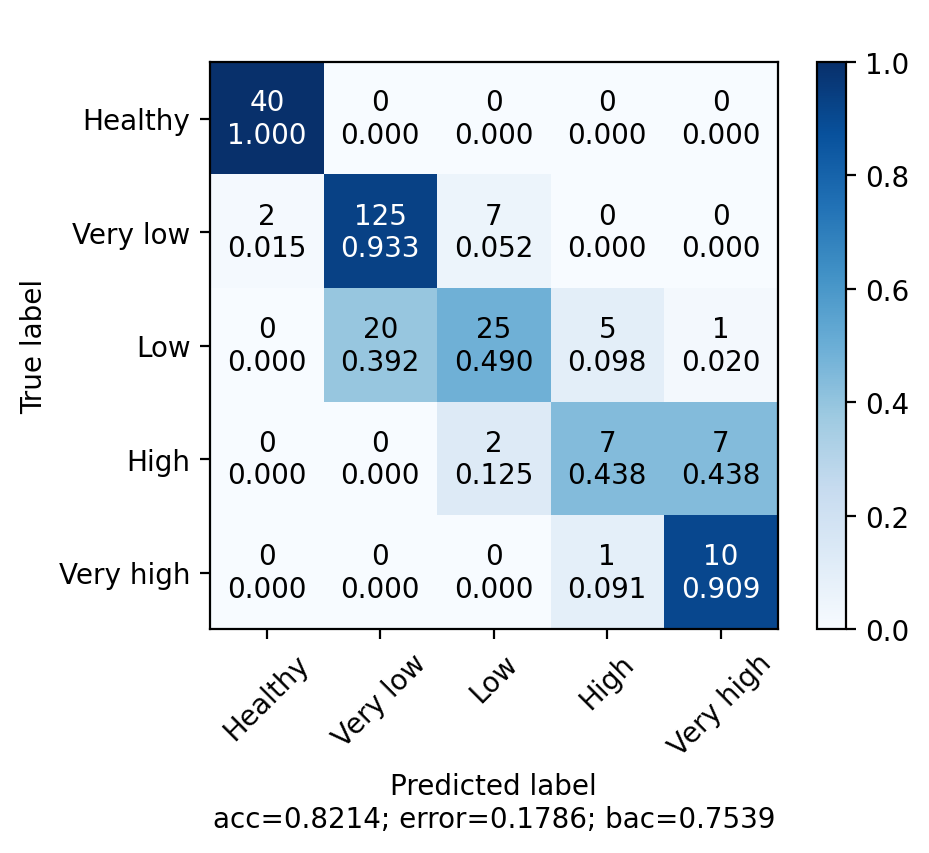 1.0
Healthy 40 0 0 0 0
1.000 0.000 0.000 0.000 0.000
0.8
Very low 2 125 7 0 0
0.015 0.933 0.052 0.000 0.000
0.6
Low 0 20 25 5 1
0.000 0.392 0.490 0.098 0.020
0.4
High 0 0 2 7 7
0.000 0.000 0.125 0.438 0.438
0.2
Very high 0 0 0 1 10
0.000 0.000 0.000 0.091 0.909
0.0
True label
Healthy Very low Low High Very high
Predicted label
acc=0.8214; error=0.1786; bac=0.7539